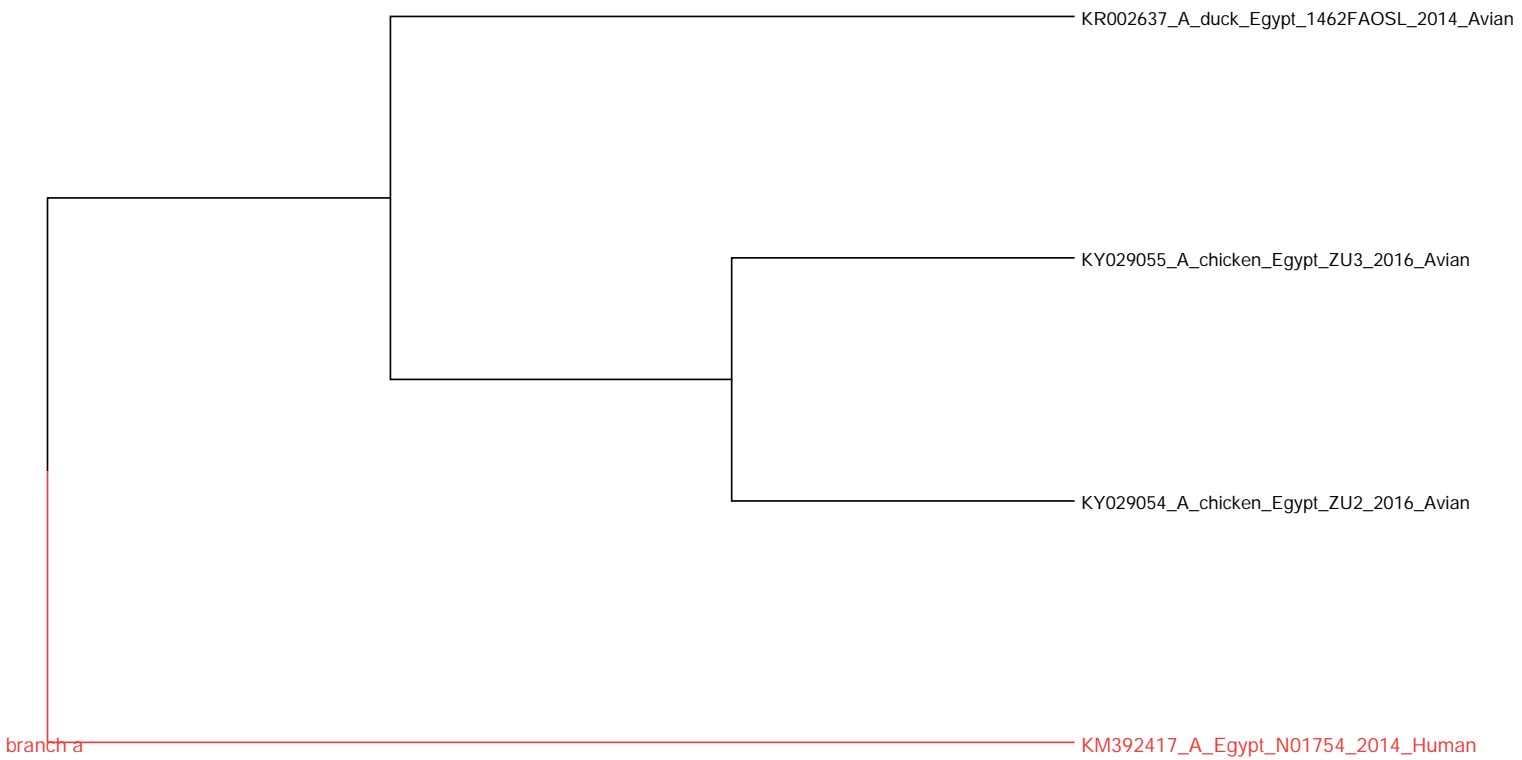 KR002637_A_duck_Egypt_1462FAOSL_2014_Avian
KY029055_A_chicken_Egypt_ZU3_2016_Avian
KY029054_A_chicken_Egypt_ZU2_2016_Avian
branch a
KM392417_A_Egypt_N01754_2014_Human